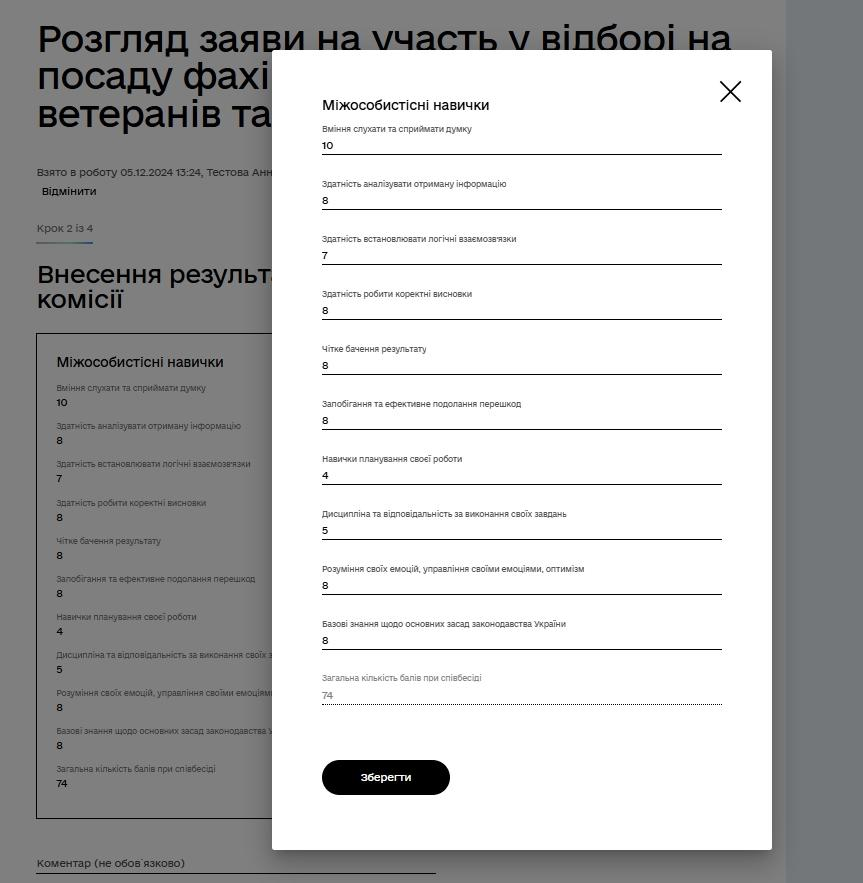 Розгляд заяви на участь у відборі на
посаду фахі
ветеранів та
Взято в роботу 05.12.2024 13:24, Тестова Анн
Відмінити
Крок 2 із 4
Внесення результ
комісії
Міжособистісні навички
Вміння слухати та сприймати думку
10
Здатність аналізувати отриману інформацію
8
Здатність встановлювати логічні взаємозв'язки
7
Здатність робити коректні висновки
8
Чітке бачення результату
8
Запобігання та ефективне подолання перешкод
8
Навички планування своєї роботи
4
Дисципліна та відповідальність за виконання своїх з
5
Розуміння своїх емоцій, управління своїми емоціям
8
Базові знання щодо основних засад законодавства У
8
Загальна кількість балів при співбесіді
74
Коментар (не обов`язково)
Міжособистісні навички
Вміння слухати та сприймати думку
10
Здатність аналізувати отриману інформацію
8
Здатність встановлювати логічні взаємозв'язки
7
Здатність робити коректні висновки
8
Чітке бачення результату
8
Запобігання та ефективне подолання перешкод
8
Навички планування своєї роботи
4
Дисципліна та відповідальність за виконання своїх завдань
5
Розуміння своїх емоцій, управління своїми емоціями, оптимізм
8
Базові знання щодо основних засад законодавства України
8
Загальна кількість балів при співбесіді
74
Зберегти